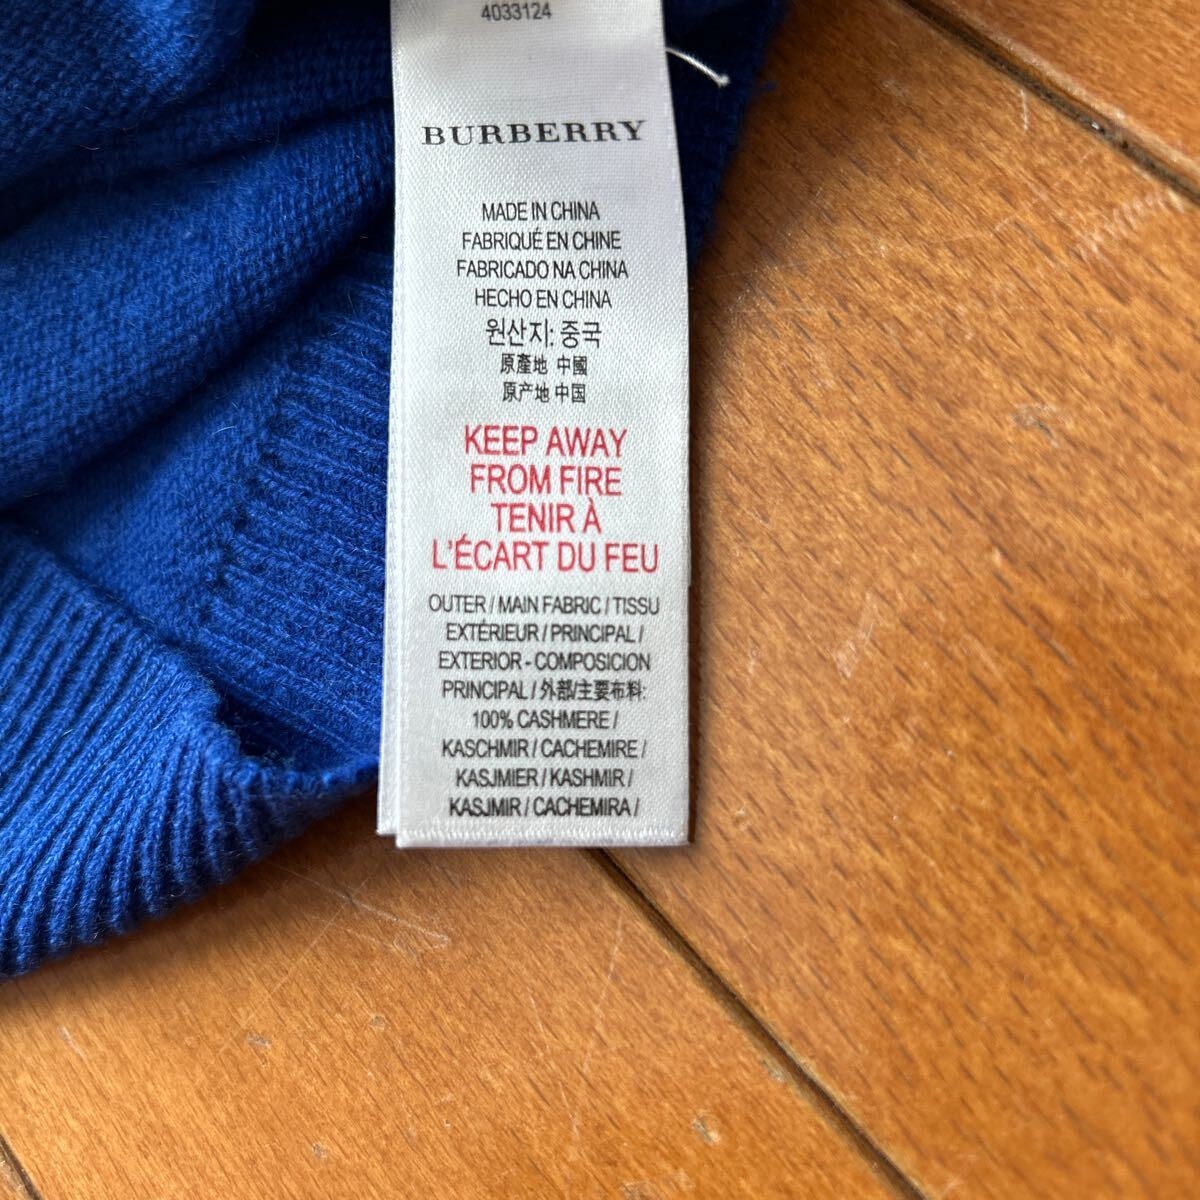 4033124
BURBERRY
MADE IN CHINA
FABRIQUÉ EN CHINE
FABRICADO NA CHINA
HECHO EN CHINA
원산지: 중국
原產地 中國
原产地 中国
KEEP AWAY
FROM FIRE
TENIR À
L'ÉCART DU FEU
OUTER / MAIN FABRIC / TISSU
EXTÉRIEUR / PRINCIPAL /
EXTERIOR - COMPOSICION
PRINCIPAL / 外部/主要布料:
100% CASHMERE /
KASCHMIR / CACHEMIRE /
KASJMIER / KASHMIR /
KASJMIR / CACHEMIRA /